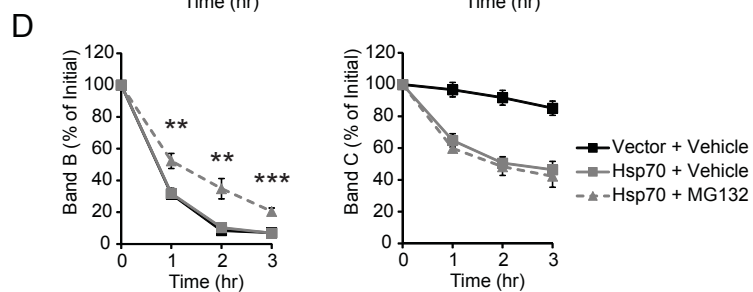 Time (hr)
Time (hr)
D
Band B (% of Initial)
120
100
80
60
40
20
0
**
**
***
0
1
2
3
Time (hr)
Band C (% of Initial)
120
100
80
60
40
20
0
0
1
2
3
Time (hr)
Vector + Vehicle
Hsp70 + Vehicle
Hsp70 + MG132